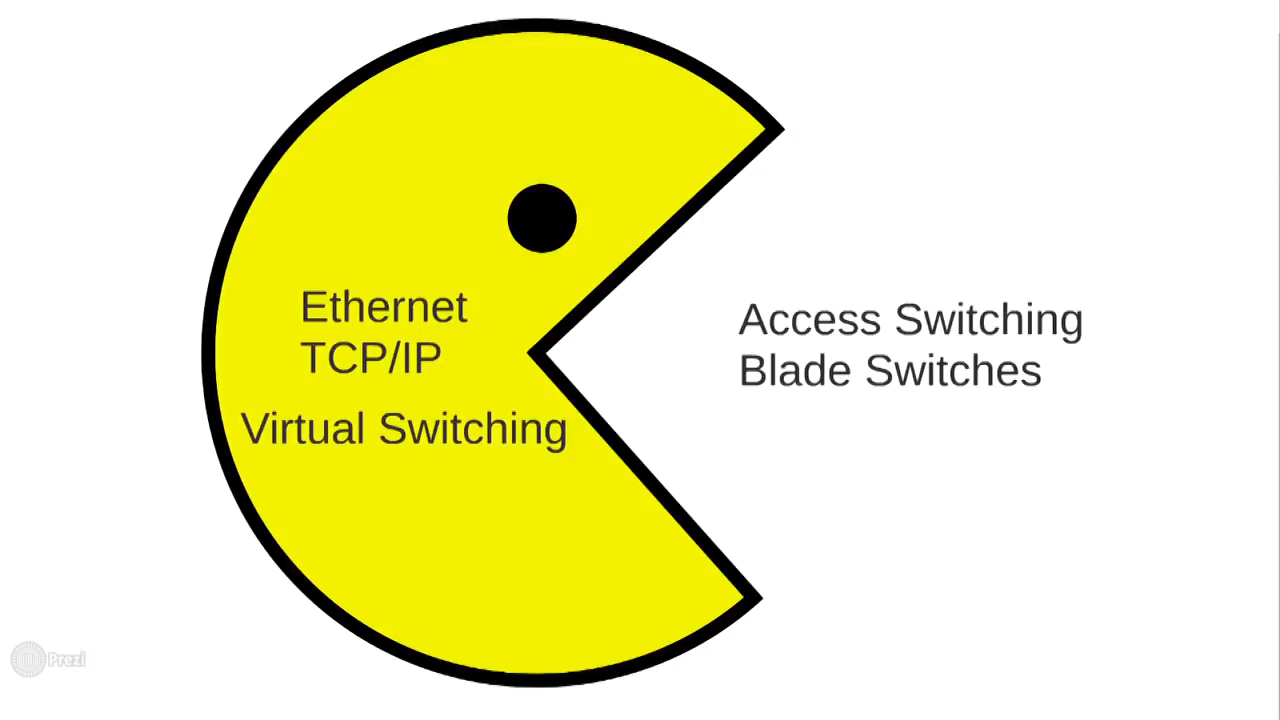 Ethernet
TCP/IP
Virtual Switching
Access Switching
Blade Switches
Prezi